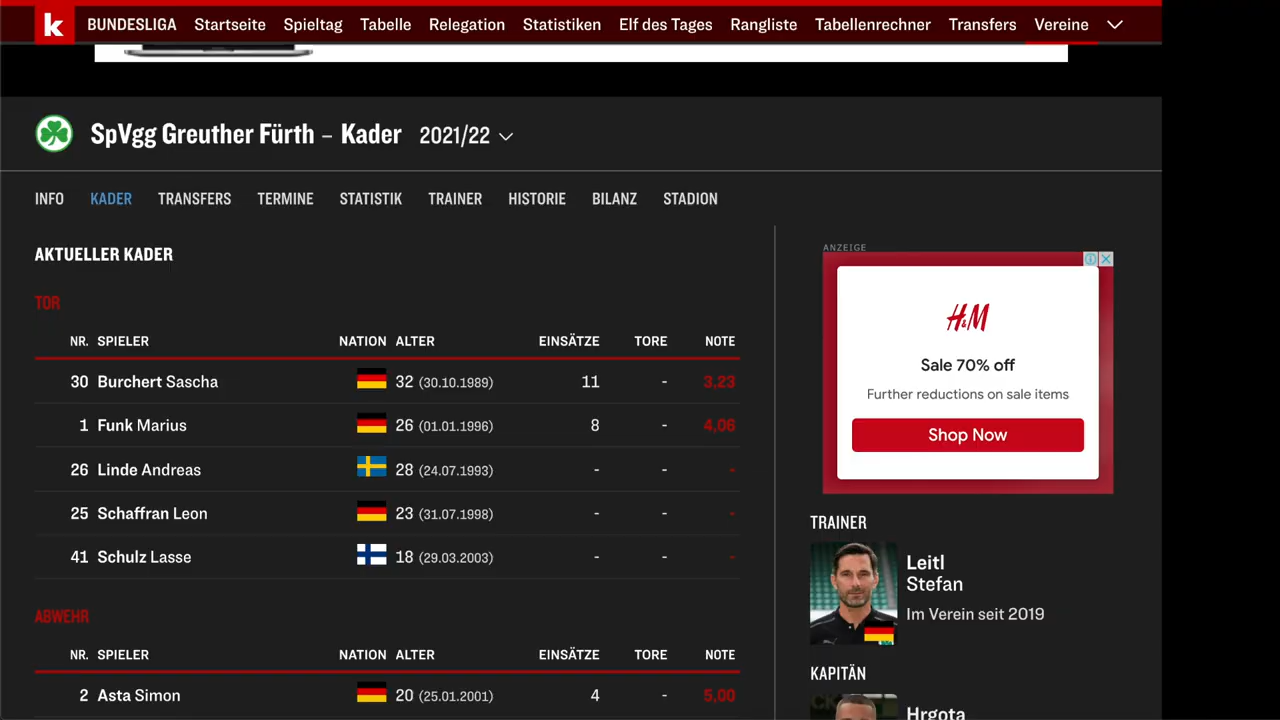 k BUNDESLIGA Startseite Spieltag Tabelle Relegation Statistiken Elf des Tages Rangliste Tabellenrechner Transfers Vereine
SpVgg Greuther Fürth – Kader 2021/22
INFO KADER TRANSFERS TERMINE STATISTIK TRAINER HISTORIE BILANZ STADION
AKTUELLER KADER
TOR
NR. SPIELER NATION ALTER EINSÄTZE TORE NOTE
30 Burchert Sascha 32 (30.10.1989) 11 - 3,23
1 Funk Marius 26 (01.01.1996) 8 - 4,06
26 Linde Andreas 28 (24.07.1993) - - -
25 Schaffran Leon 23 (31.07.1998) - - -
41 Schulz Lasse 18 (29.03.2003) - - -
ABWEHR
NR. SPIELER NATION ALTER EINSÄTZE TORE NOTE
2 Asta Simon 20 (25.01.2001) 4 - 5,00
ANZEIGE
H&M
Sale 70% off
Further reductions on sale items
Shop Now
TRAINER
Leitl
Stefan
Im Verein seit 2019
KAPITÄN
Hrgota